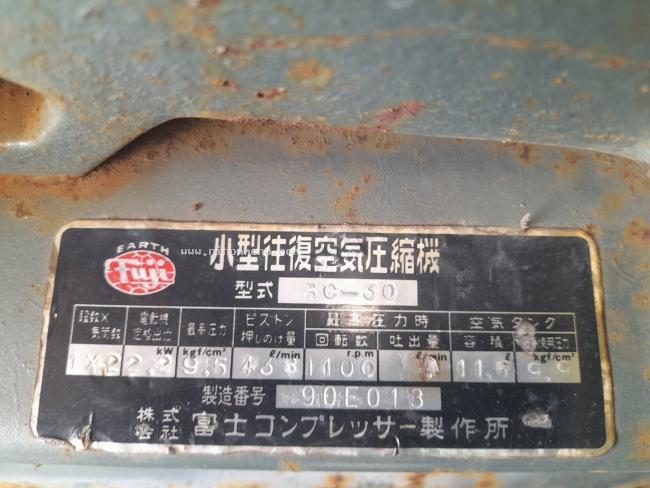 EARTH
Fuji
小型往復空気圧縮機
型式 RC-30
段数× 気筒数
電動機 定格出力
最高圧力
ピストン 押しのけ量
最高圧力時
回転数 吐出量
空気タンク
容積
kW kgf/cm² ℓ/min r.p.m ℓ/min ℓ kgf/cm²
1×2 2.2 9.5 1100 9.9
製造番号 90E013
株式会社 富士コンプレッサー製作所